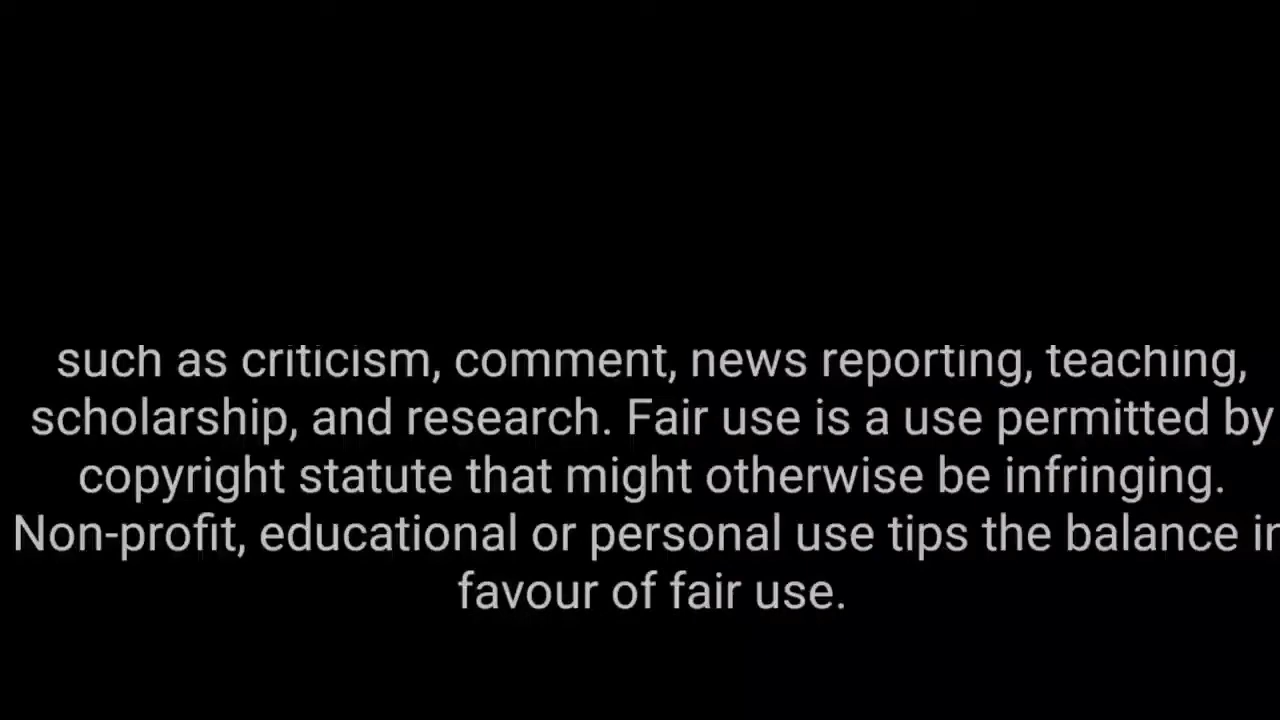 such as criticism, comment, news reporting, teaching,
scholarship, and research. Fair use is a use permitted by
copyright statute that might otherwise be infringing.
Non-profit, educational or personal use tips the balance in
favour of fair use.